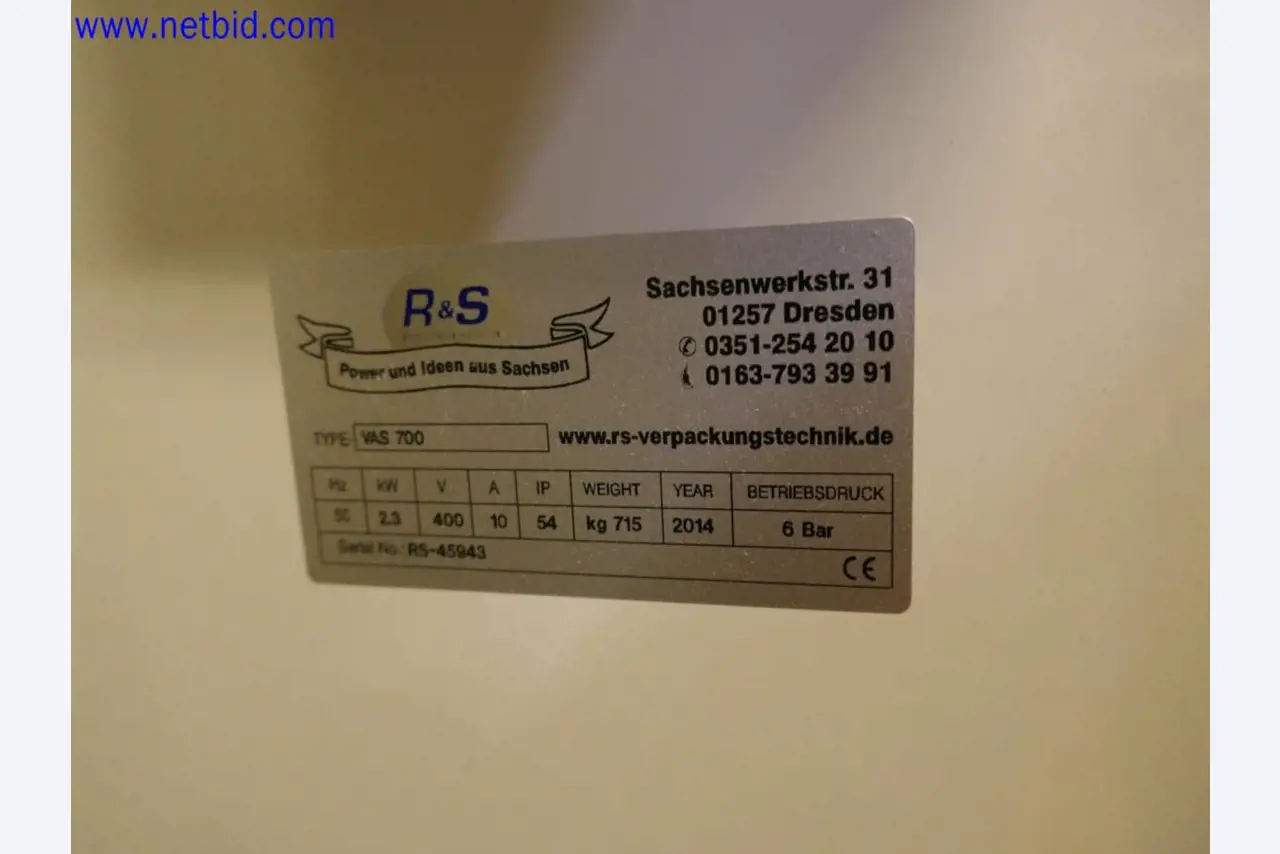 www.netbid.com
R&S
Power und Ideen aus Sachsen
Sachsenwerkstr. 31
01257 Dresden
0351-254 20 10
0163-793 39 91
TYPE VAS 700
www.rs-verpackungstechnik.de
Hz kW V A IP WEIGHT YEAR BETRIEBSDRUCK
50 2.3 400 10 54 kg 715 2014 6 Bar
Serial No.: RS-45943
CE